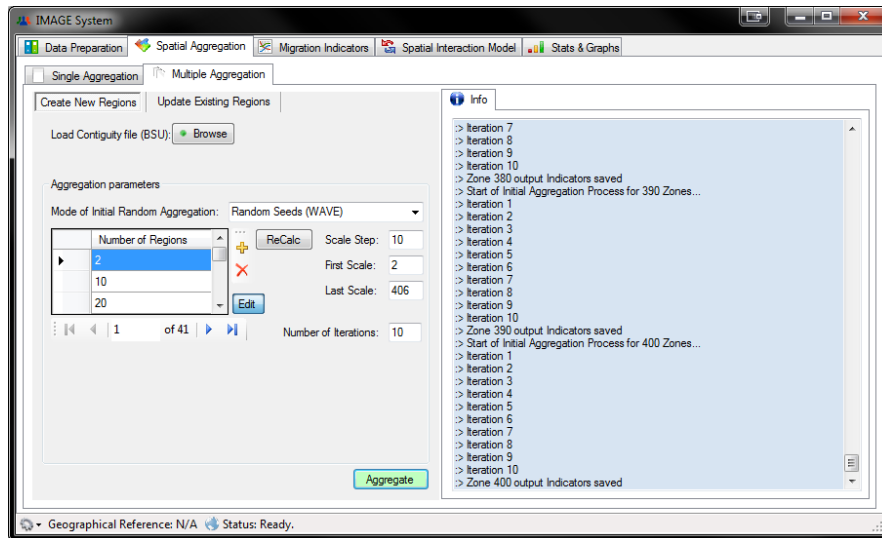 IMAGE System
Data Preparation
Spatial Aggregation
Migration Indicators
Spatial Interaction Model
Stats & Graphs
Single Aggregation
Multiple Aggregation
Create New Regions
Update Existing Regions
Load Contiguity file (BSU):
Browse
Aggregation parameters
Mode of Initial Random Aggregation:
Random Seeds (WAVE)
Number of Regions
2
10
20
ReCalc
Edit
Scale Step: 10
First Scale: 2
Last Scale: 406
1 of 41
Number of Iterations: 10
Aggregate
Info
:> Iteration 7
:> Iteration 8
:> Iteration 9
:> Iteration 10
:> Zone 380 output Indicators saved
:> Start of Initial Aggregation Process for 390 Zones...
:> Iteration 1
:> Iteration 2
:> Iteration 3
:> Iteration 4
:> Iteration 5
:> Iteration 6
:> Iteration 7
:> Iteration 8
:> Iteration 9
:> Iteration 10
:> Zone 390 output Indicators saved
:> Start of Initial Aggregation Process for 400 Zones...
:> Iteration 1
:> Iteration 2
:> Iteration 3
:> Iteration 4
:> Iteration 5
:> Iteration 6
:> Iteration 7
:> Iteration 8
:> Iteration 9
:> Iteration 10
:> Zone 400 output Indicators saved
Geographical Reference: N/A
Status: Ready.